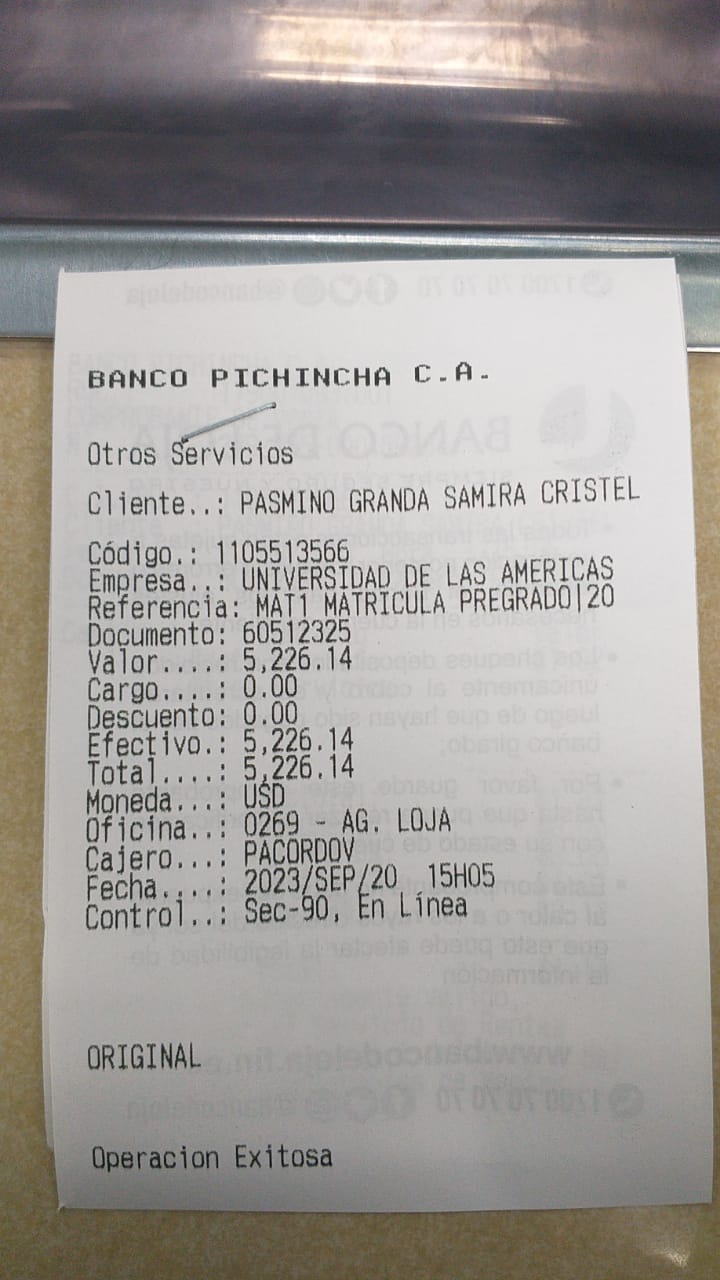 BANCO PICHINCHA C.A.
Otros Servicios
Cliente..: PASMINO GRANDA SAMIRA CRISTEL
Código.: 1105513566
Empresa..: UNIVERSIDAD DE LAS AMERICAS
Referencia: MAT1 MATRICULA PREGRADO|20
Documento: 60512325
Valor....: 5,226.14
Cargo....: 0.00
Descuento: 0.00
Efectivo.: 5,226.14
Total....: 5,226.14
Moneda...: USD
Oficina..: 0269 - AG. LOJA
Cajero...: PACORDOV
Fecha....: 2023/SEP/20 15H05
Control..: Sec-90, En Línea
ORIGINAL
Operacion Exitosa